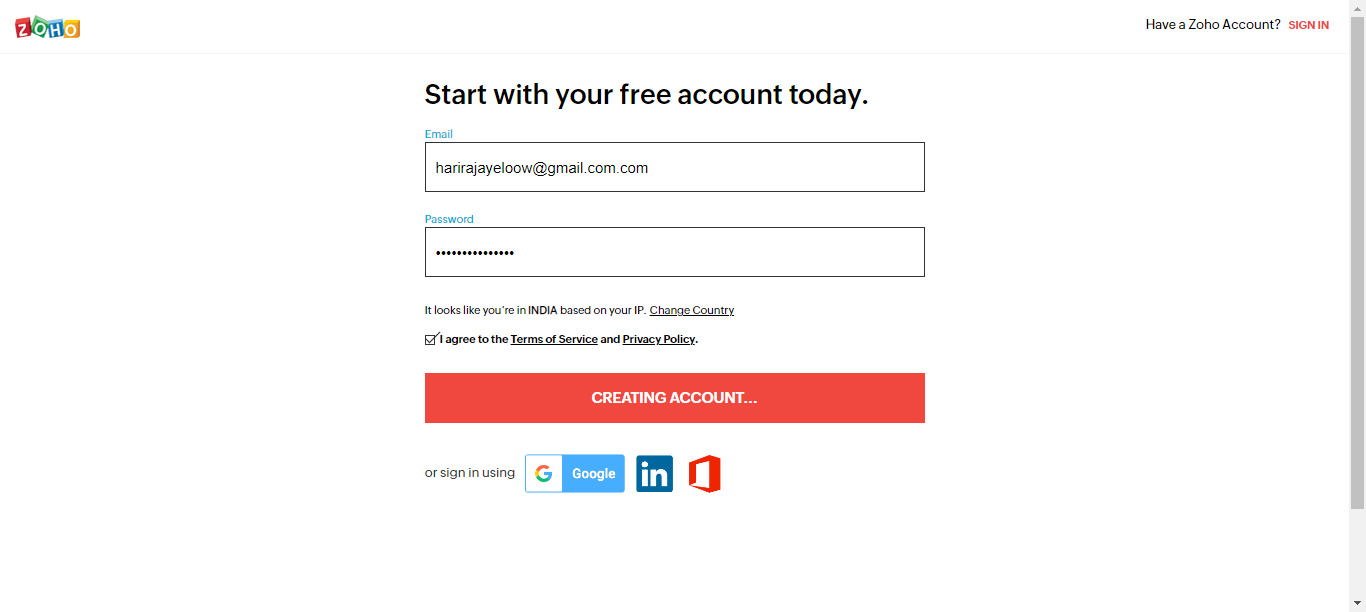 ZOHO
Have a Zoho Account? SIGN IN
Start with your free account today.
Email
harirajayeloow@gmail.com.com
Password
•••••••••••••••
It looks like you're in INDIA based on your IP. Change Country
I agree to the Terms of Service and Privacy Policy.
CREATING ACCOUNT...
or sign in using
G Google
in